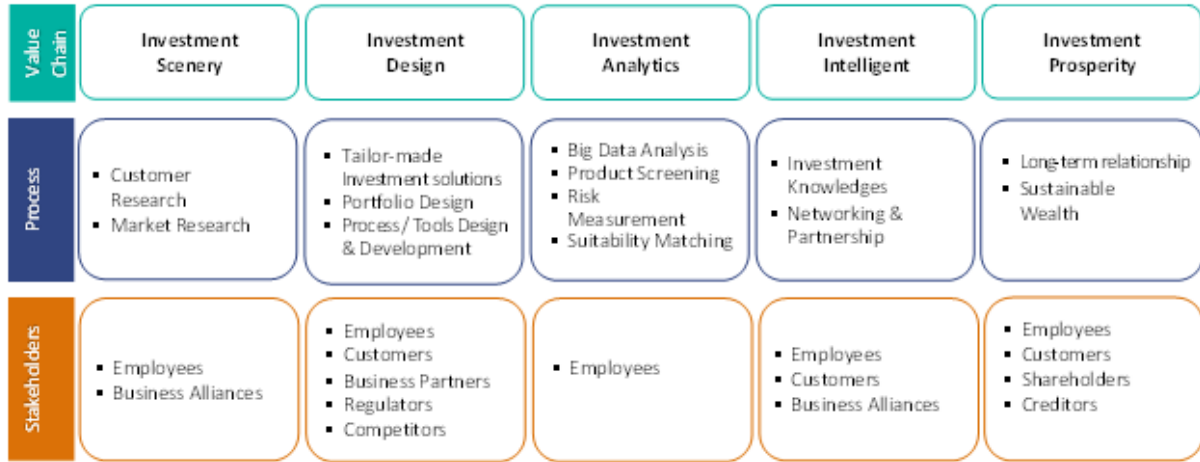 Value
Chain
Investment
Scenery
Investment
Design
Investment
Analytics
Investment
Intelligent
Investment
Prosperity
Process
▪ Customer
Research
▪ Market Research
▪ Tailor-made
Investment solutions
▪ Portfolio Design
▪ Process/ Tools Design
& Development
▪ Big Data Analysis
▪ Product Screening
▪ Risk
Measurement
▪ Suitability Matching
▪ Investment
Knowledges
▪ Networking &
Partnership
▪ Long-term relationship
▪ Sustainable
Wealth
Stakeholders
▪ Employees
▪ Business Alliances
▪ Employees
▪ Customers
▪ Business Partners
▪ Regulators
▪ Competitors
▪ Employees
▪ Employees
▪ Customers
▪ Business Alliances
▪ Employees
▪ Customers
▪ Shareholders
▪ Creditors